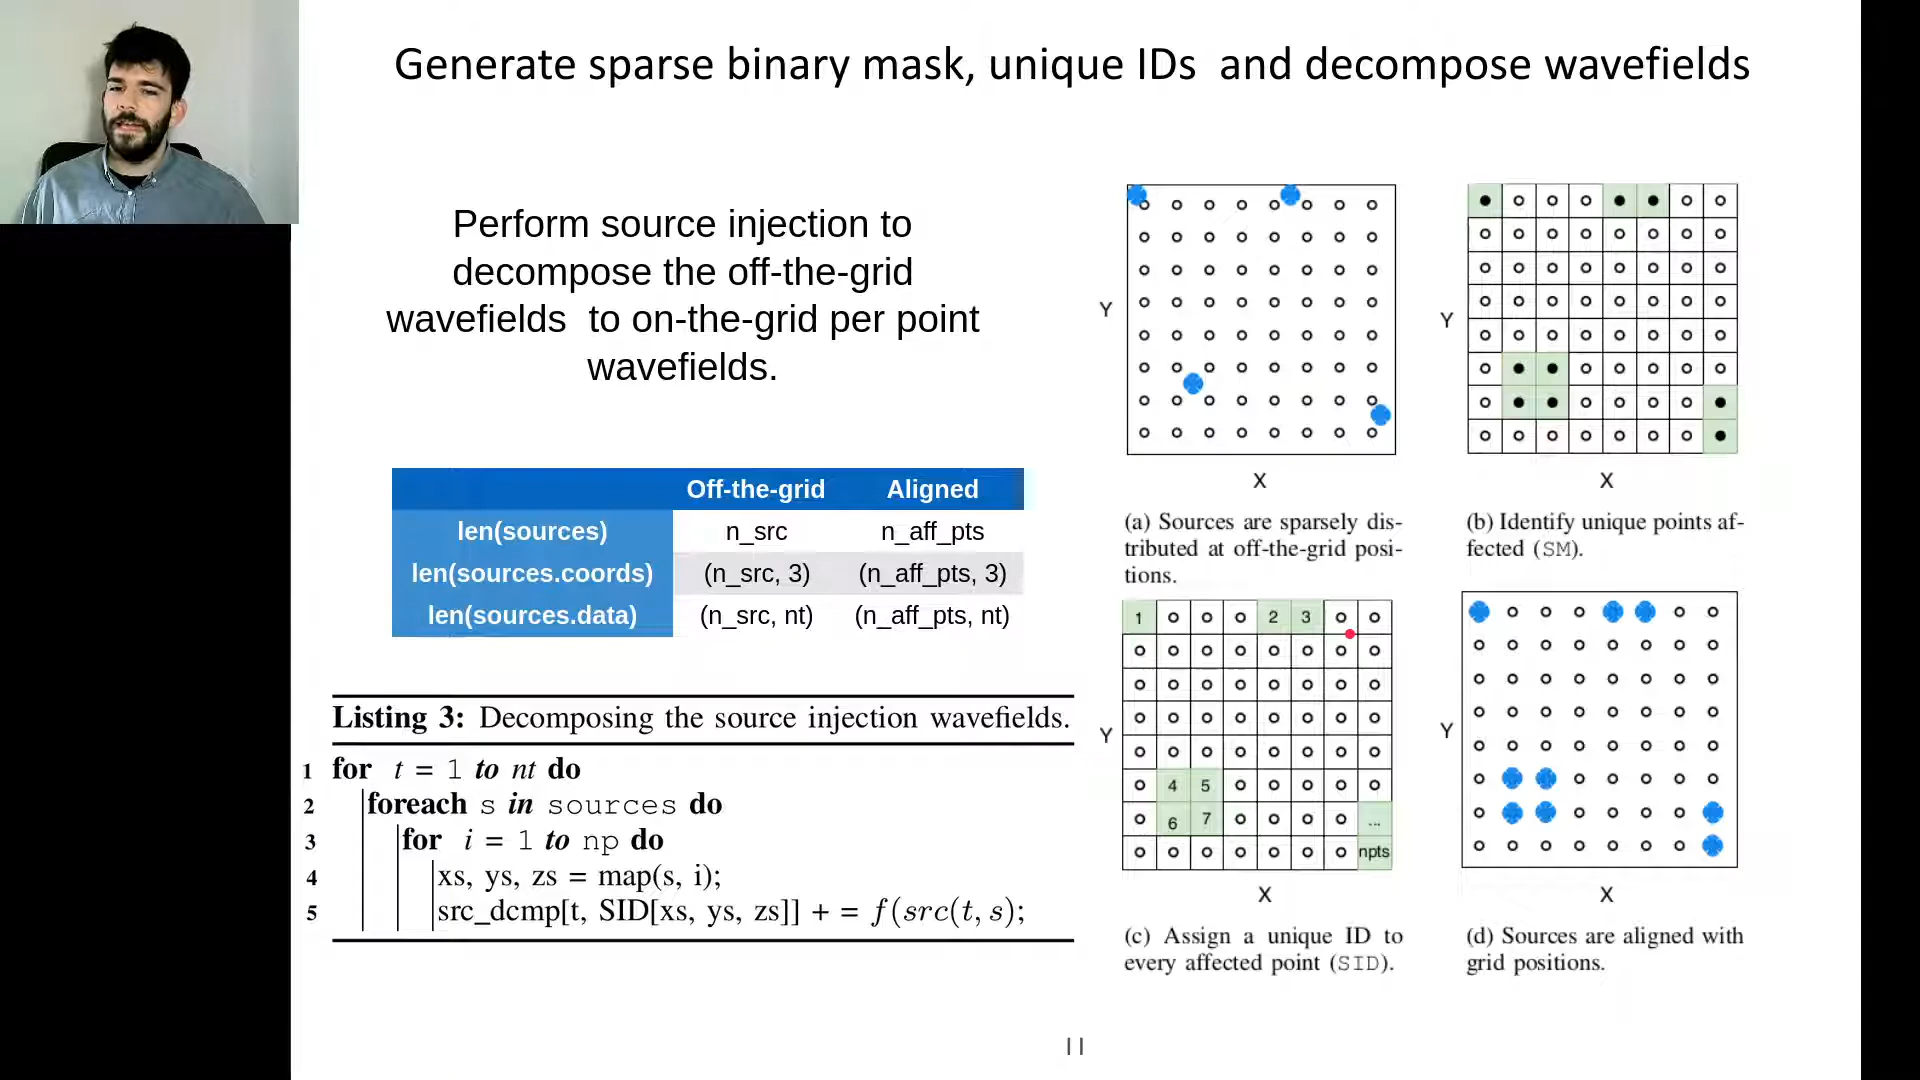 Generate sparse binary mask, unique IDs and decompose wavefields
Perform source injection to
decompose the off-the-grid
wavefields to on-the-grid per point
wavefields.
Off-the-grid Aligned
len(sources) n_src n_aff_pts
len(sources.coords) (n_src, 3) (n_aff_pts, 3)
len(sources.data) (n_src, nt) (n_aff_pts, nt)
Listing 3: Decomposing the source injection wavefields.
1 for t = 1 to nt do
2 foreach s in sources do
3 for i = 1 to np do
4 xs, ys, zs = map(s, i);
5 src_dcmp[t, SID[xs, ys, zs]] + = f(src(t, s);
Y
X
(a) Sources are sparsely dis-
tributed at off-the-grid posi-
tions.
Y
X
(b) Identify unique points af-
fected (SM).
1 2 3
4 5
6 7 ...
npts
Y
X
(c) Assign a unique ID to
every affected point (SID).
Y
X
(d) Sources are aligned with
grid positions.
11